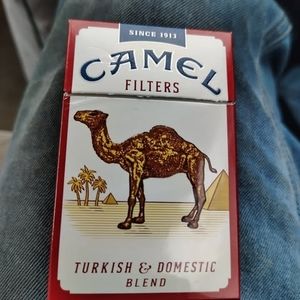 SINCE 1913
CAMEL
FILTERS
TURKISH & DOMESTIC
BLEND